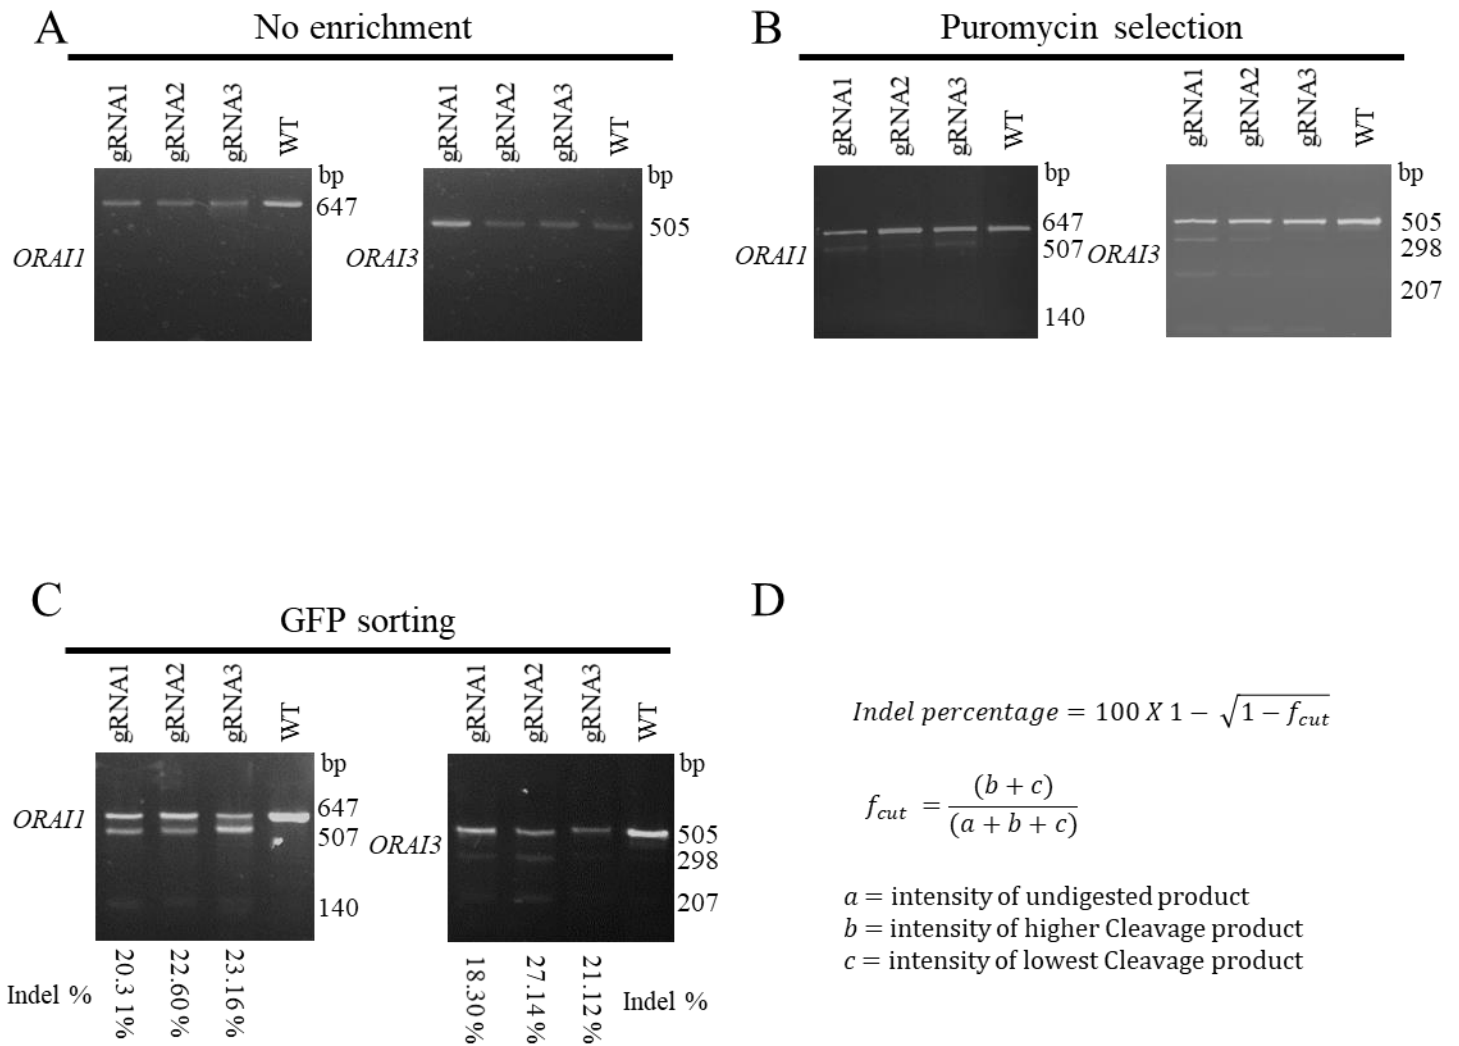 A
No enrichment
gRNA1
gRNA2
gRNA3
WT
bp
647
ORAI1
gRNA1
gRNA2
gRNA3
WT
bp
505
ORAI3
B
Puromycin selection
gRNA1
gRNA2
gRNA3
WT
bp
647
507
140
ORAI1
gRNA1
gRNA2
gRNA3
WT
bp
505
298
207
ORAI3
C
GFP sorting
gRNA1
gRNA2
gRNA3
WT
bp
647
507
140
ORAI1
Indel %
20.3 1%
22.60 %
23.16 %
gRNA1
gRNA2
gRNA3
WT
bp
505
298
207
ORAI3
18.30 %
27.14 %
21.12 %
Indel %
D
Indel percentage = 100 X 1 − √1 − fcut
fcut = (b + c)
(a + b + c)
a = intensity of undigested product
b = intensity of higher Cleavage product
c = intensity of lowest Cleavage product